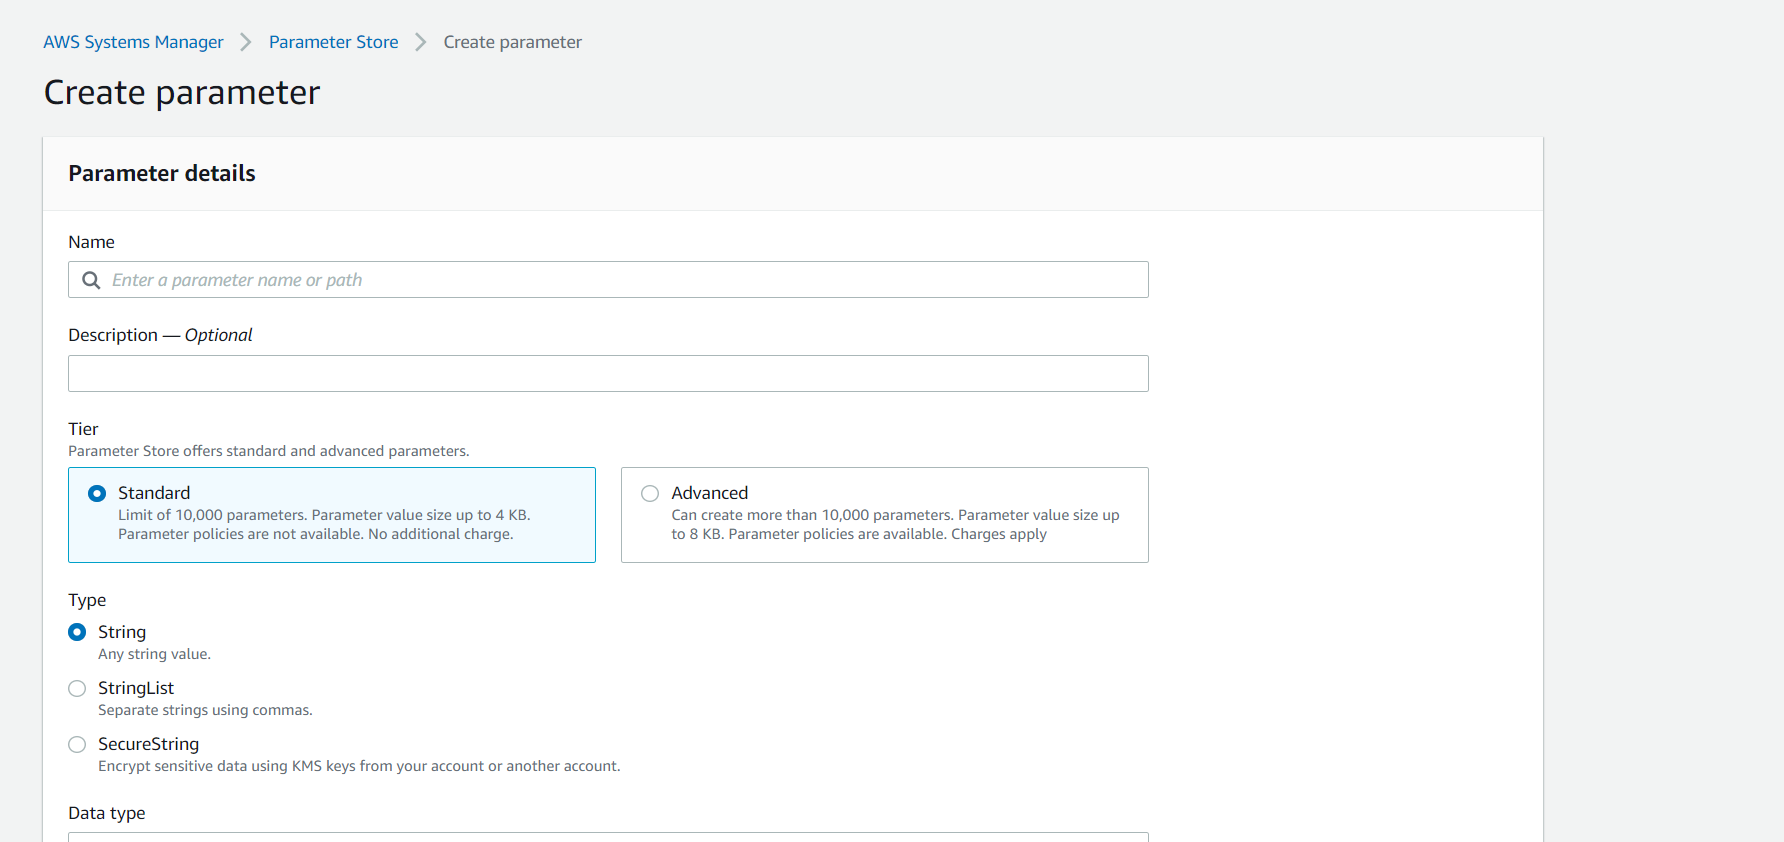 AWS Systems Manager > Parameter Store > Create parameter
Create parameter
Parameter details
Name
Enter a parameter name or path
Description — Optional
Tier
Parameter Store offers standard and advanced parameters.
Standard
Limit of 10,000 parameters. Parameter value size up to 4 KB.
Parameter policies are not available. No additional charge.
Advanced
Can create more than 10,000 parameters. Parameter value size up
to 8 KB. Parameter policies are available. Charges apply
Type
String
Any string value.
StringList
Separate strings using commas.
SecureString
Encrypt sensitive data using KMS keys from your account or another account.
Data type